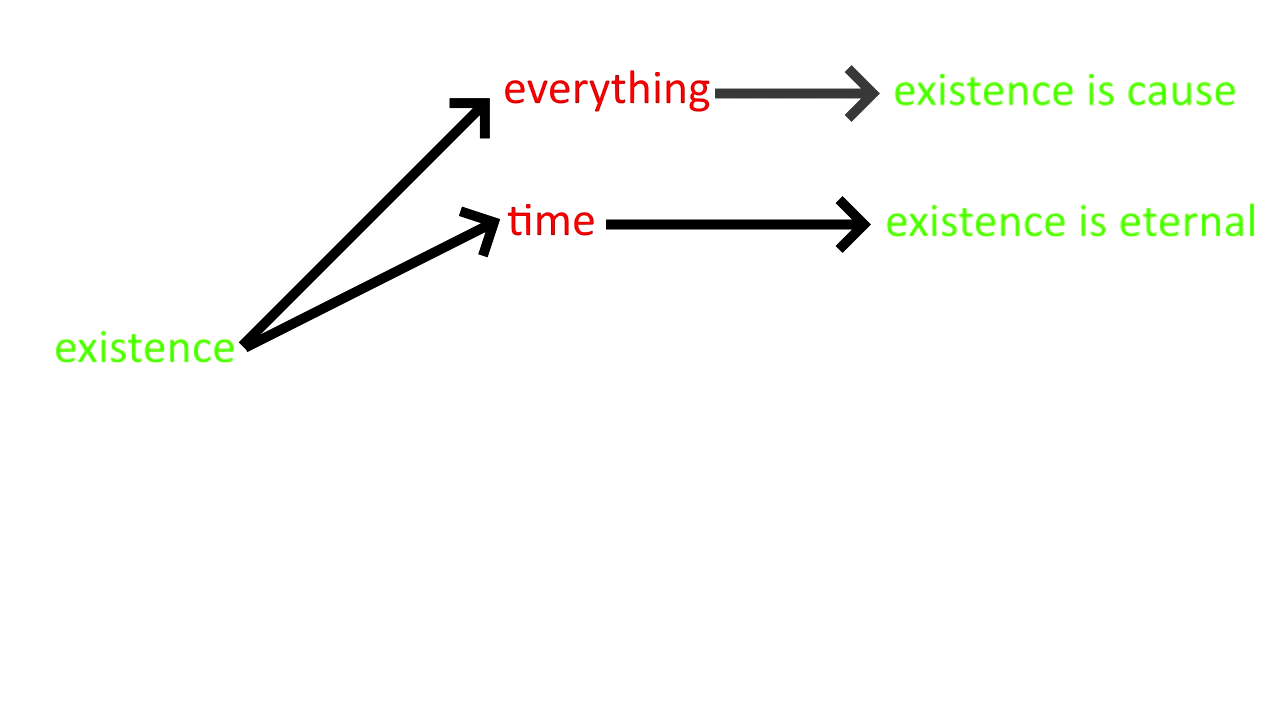 everything
existence is cause
time
existence is eternal
existence